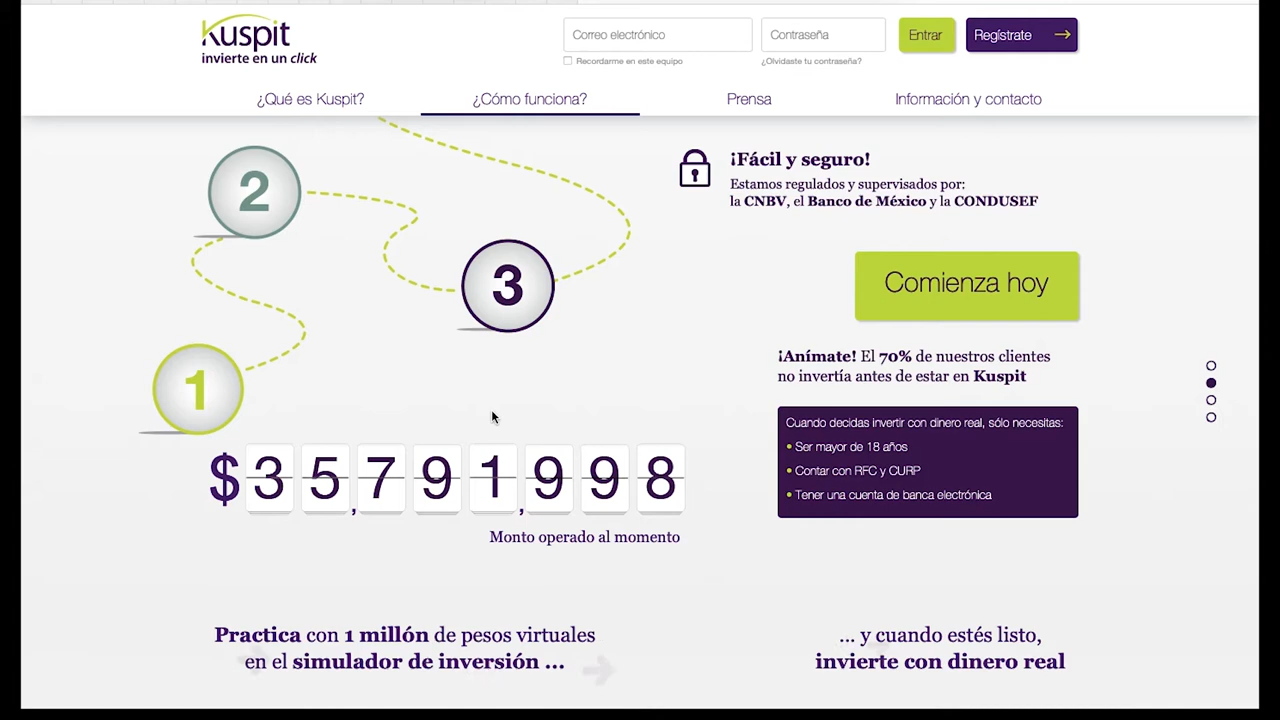 Kuspit
invierte en un click
Correo electrónico
Contraseña
Entrar
Regístrate
Recordarme en este equipo
¿Olvidaste tu contraseña?
¿Qué es Kuspit?
¿Cómo funciona?
Prensa
Información y contacto
2
3
1
¡Fácil y seguro!
Estamos regulados y supervisados por:
la CNBV, el Banco de México y la CONDUSEF
Comienza hoy
¡Anímate! El 70% de nuestros clientes
no invertía antes de estar en Kuspit
Cuando decidas invertir con dinero real, sólo necesitas:
• Ser mayor de 18 años
• Contar con RFC y CURP
• Tener una cuenta de banca electrónica
$35,791,998
Monto operado al momento
Practica con 1 millón de pesos virtuales
en el simulador de inversión ...
... y cuando estés listo,
invierte con dinero real